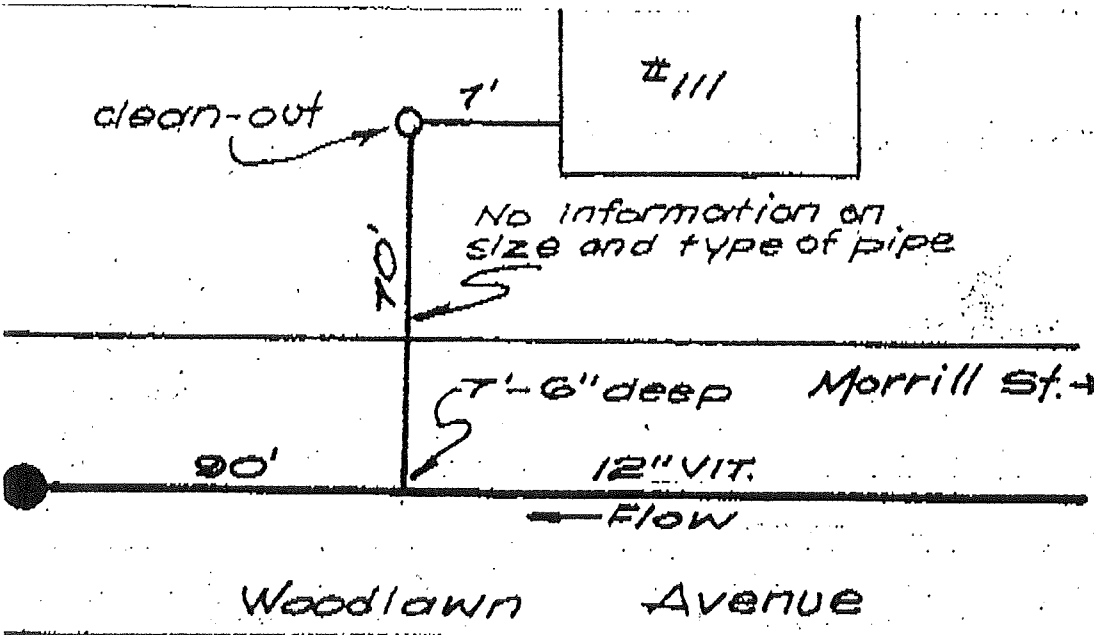 #111
clean-out
7'
No information on
size and type of pipe
70'
7'-6" deep
Morrill St.
90'
12" VIT.
Flow
Woodlawn Avenue